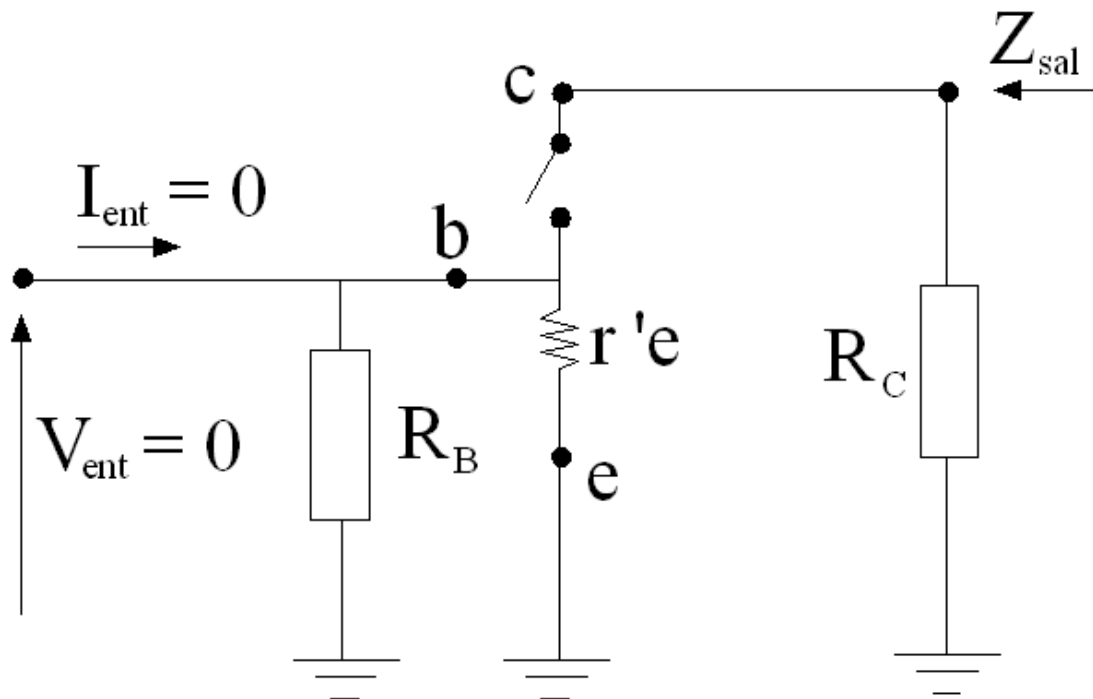 Z_sal
c
I_ent = 0
b
r 'e
R_C
R_B
V_ent = 0
e